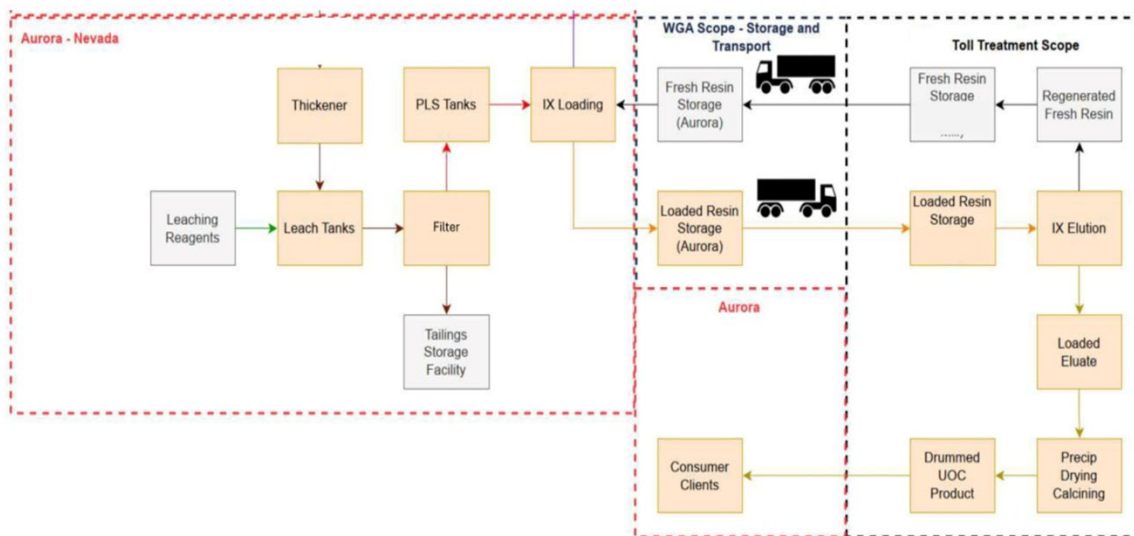 Aurora - Nevada
WGA Scope - Storage and
Transport
Toll Treatment Scope
Thickener
PLS Tanks
IX Loading
Fresh Resin
Storage
(Aurora)
Fresh Resin
Storage
Regenerated
Fresh Resin
Leaching
Reagents
Leach Tanks
Filter
Loaded Resin
Storage
(Aurora)
Loaded Resin
Storage
IX Elution
Tailings
Storage
Facility
Aurora
Loaded
Eluate
Consumer
Clients
Drummed
UOC
Product
Precip
Drying
Calcining